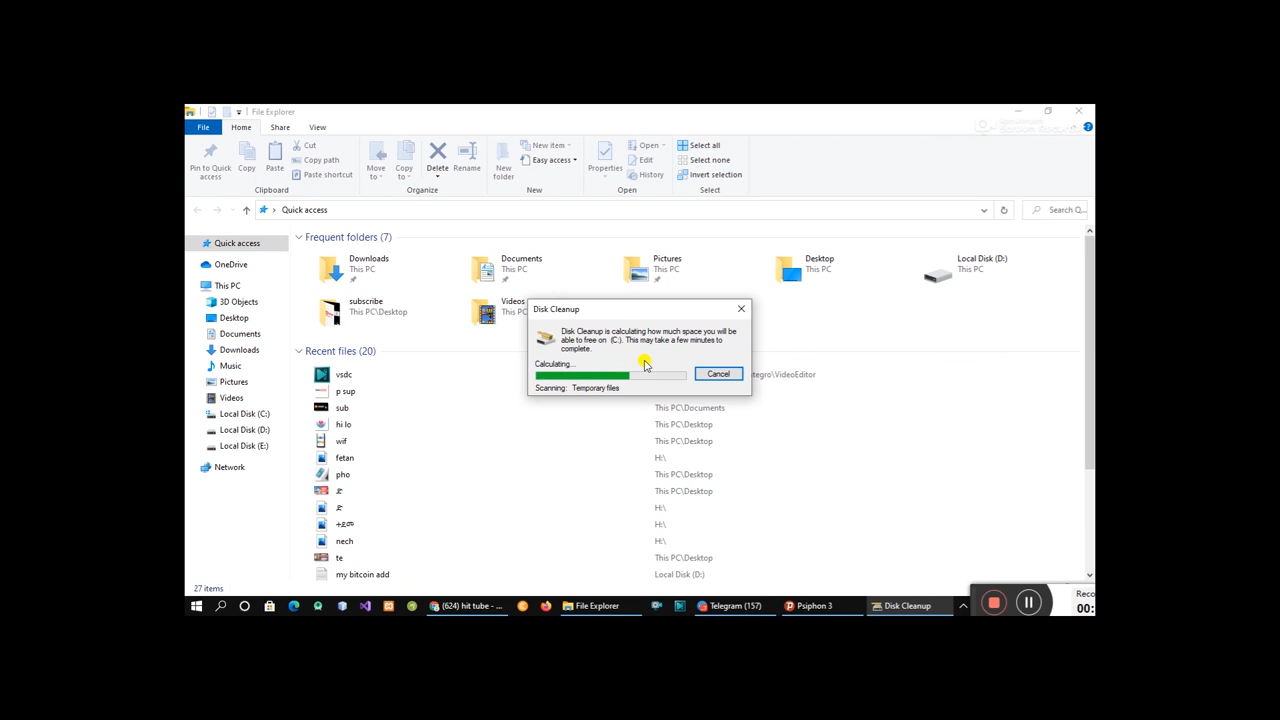 File Explorer
File Home Share View
Pin to Quick access
Copy
Paste
Cut
Copy path
Paste shortcut
Clipboard
Move to
Copy to
Delete
Rename
Organize
New folder
New item
Easy access
New
Properties
Open
Edit
History
Open
Select all
Select none
Invert selection
Select
Quick access
Search Q...
Quick access
OneDrive
This PC
3D Objects
Desktop
Documents
Downloads
Music
Pictures
Videos
Local Disk (C:)
Local Disk (D:)
Local Disk (E:)
Network
Frequent folders (7)
Downloads
This PC
Documents
This PC
Pictures
This PC
Desktop
This PC
Local Disk (D:)
This PC
subscribe
This PC\Desktop
Videos
This PC
Recent files (20)
vsdc
p sup
sub This PC\Documents
hi lo This PC\Desktop
wif This PC\Desktop
fetan H:\
pho This PC\Desktop
ድ This PC\Desktop
ድ H:\
nech H:\
te This PC\Desktop
my bitcoin add Local Disk (D:)
Disk Cleanup
Disk Cleanup is calculating how much space you will be
able to free on (C:). This may take a few minutes to
complete.
Calculating...
Cancel
Scanning: Temporary files
27 items
(624) hit tube - ...
File Explorer
Telegram (157)
Psiphon 3
Disk Cleanup
Reco
00: